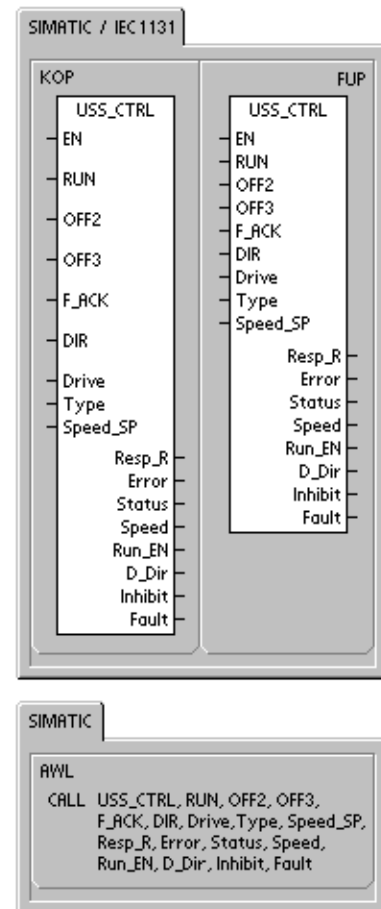 SIMATIC / IEC1131
KOP
USS_CTRL
EN
RUN
OFF2
OFF3
F_ACK
DIR
Drive
Type
Speed_SP
Resp_R
Error
Status
Speed
Run_EN
D_Dir
Inhibit
Fault
FUP
USS_CTRL
EN
RUN
OFF2
OFF3
F_ACK
DIR
Drive
Type
Speed_SP
Resp_R
Error
Status
Speed
Run_EN
D_Dir
Inhibit
Fault
SIMATIC
AWL
CALL USS_CTRL, RUN, OFF2, OFF3,
F_ACK, DIR, Drive,Type, Speed_SP,
Resp_R, Error, Status, Speed,
Run_EN, D_Dir, Inhibit, Fault